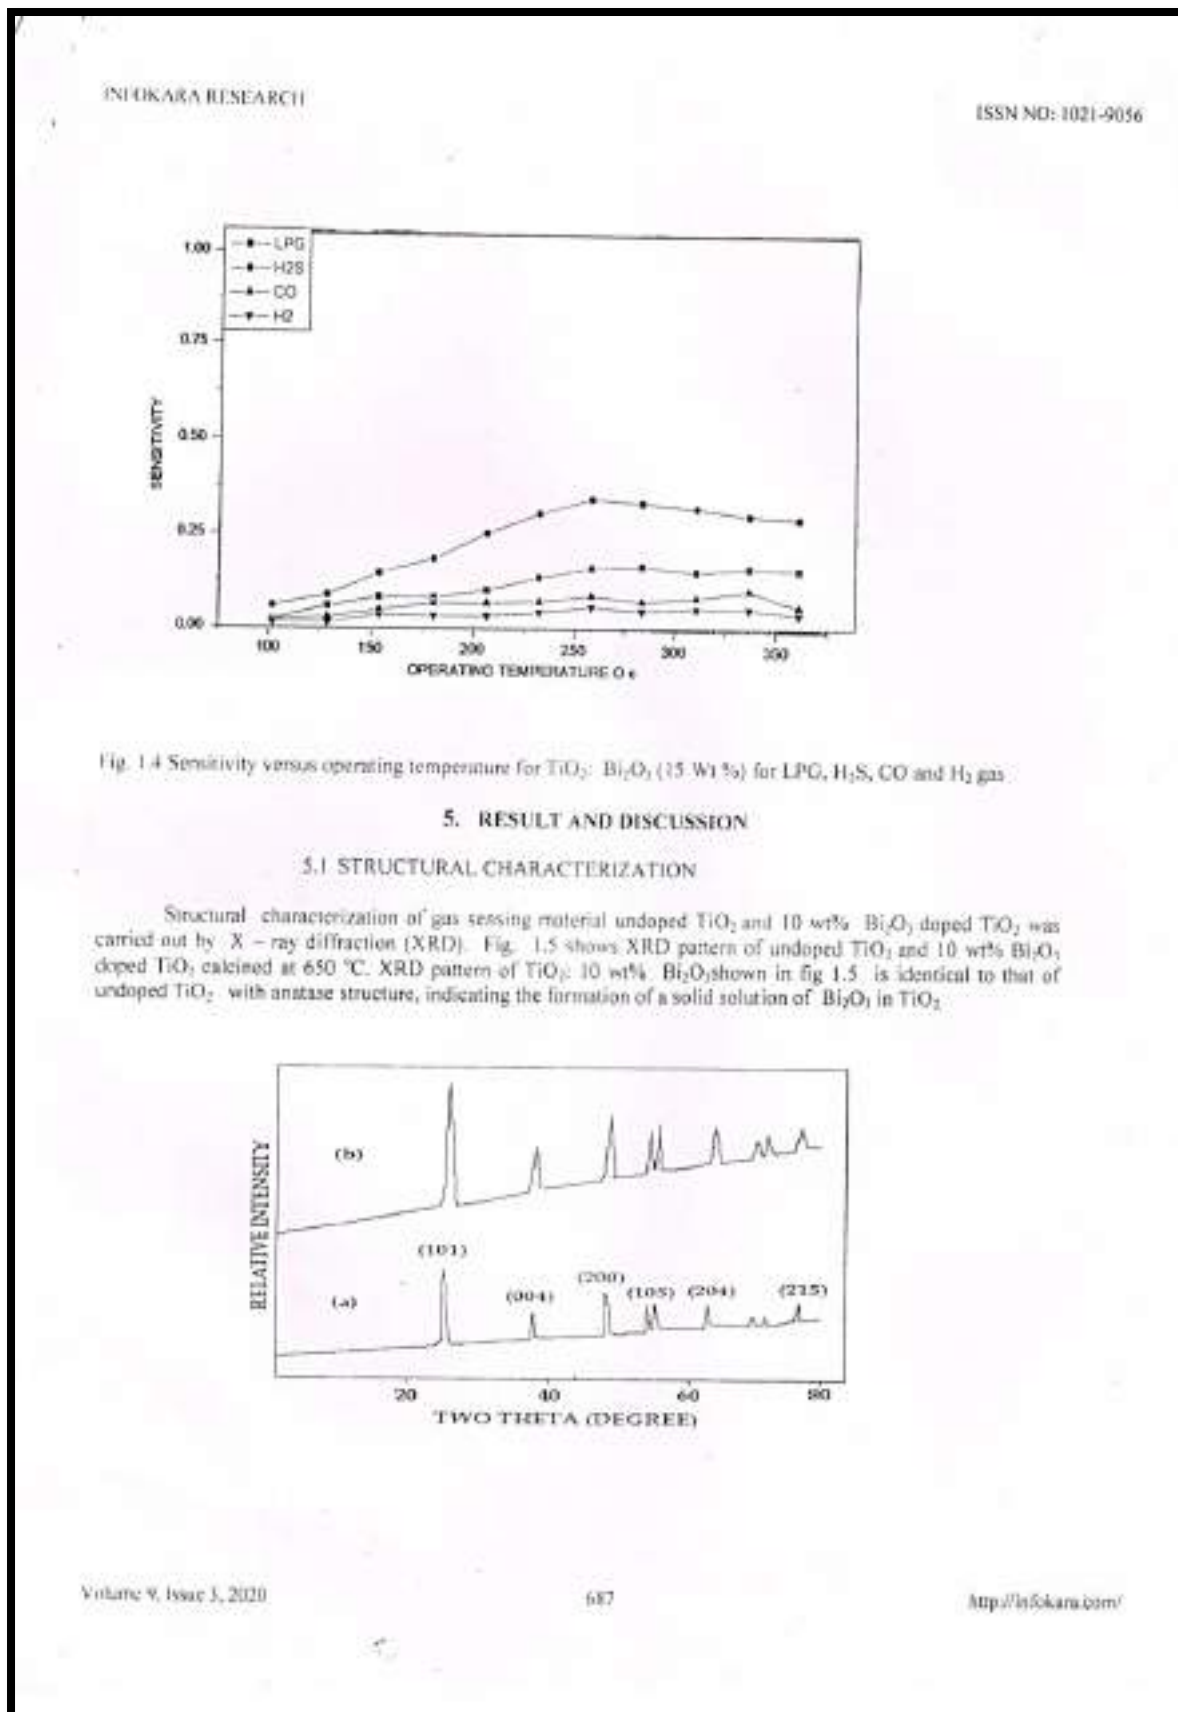 INFOKARA RESEARCH
ISSN NO: 1021-9056
1.00
0.75
0.50
0.25
0.00
SENSITIVITY
LPG
H2S
CO
H2
100 150 200 250 300 350
OPERATING TEMPERATURE O c
Fig. 1.4 Sensitivity versus operating temperature for TiO₂: Bi₂O₃ (15 Wt %) for LPG, H₂S, CO and H₂ gas
5. RESULT AND DISCUSSION
5.1 STRUCTURAL CHARACTERIZATION
Structural characterization of gas sensing material undoped TiO₂ and 10 wt% Bi₂O₃ doped TiO₂ was
carried out by X – ray diffraction (XRD). Fig. 1.5 shows XRD pattern of undoped TiO₂ and 10 wt% Bi₂O₃
doped TiO₂ calcined at 650 °C. XRD pattern of TiO₂: 10 wt% Bi₂O₃shown in fig 1.5 is identical to that of
undoped TiO₂ with anatase structure, indicating the formation of a solid solution of Bi₂O₃ in TiO₂
RELATIVE INTENSITY
(b)
(101)
(a)
(004)
(200)
(105)
(204)
(215)
20 40 60 80
TWO THETA (DEGREE)
Volume 9, Issue 3, 2020
687
http://infokara.com/